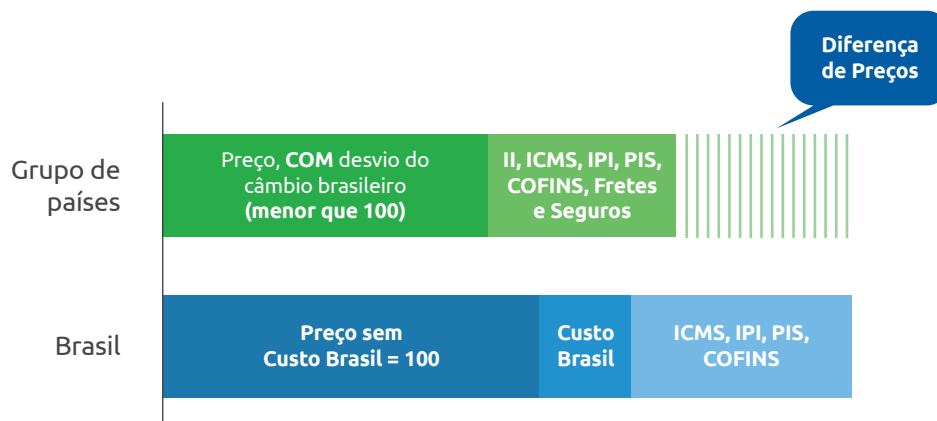 Diferença
de Preços
Grupo de
países
Preço, COM desvio do
câmbio brasileiro
(menor que 100)
II, ICMS, IPI, PIS,
COFINS, Fretes
e Seguros
Brasil
Preço sem
Custo Brasil = 100
Custo
Brasil
ICMS, IPI, PIS,
COFINS